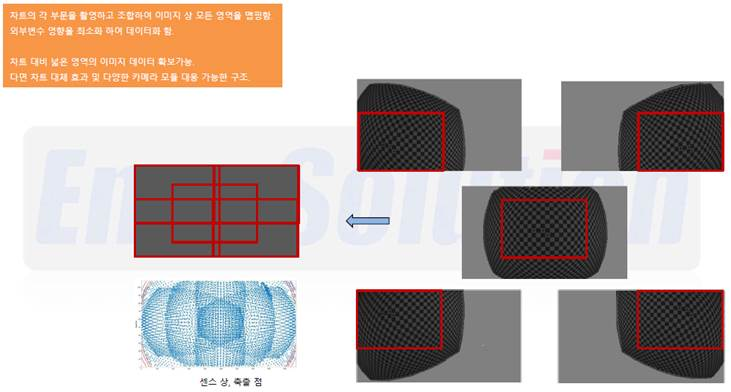 차트의 각 부문을 촬영하고 조합하여 이미지 상 모든 영역을 맵핑함.
외부변수 영향을 최소화 하여 데이터화 함.
차트 대비 넓은 영역의 이미지 데이터 확보가능.
다면 차트 대체 효과 및 다양한 카메라 모듈 대응 가능한 구조.
센스 상, 축출 점